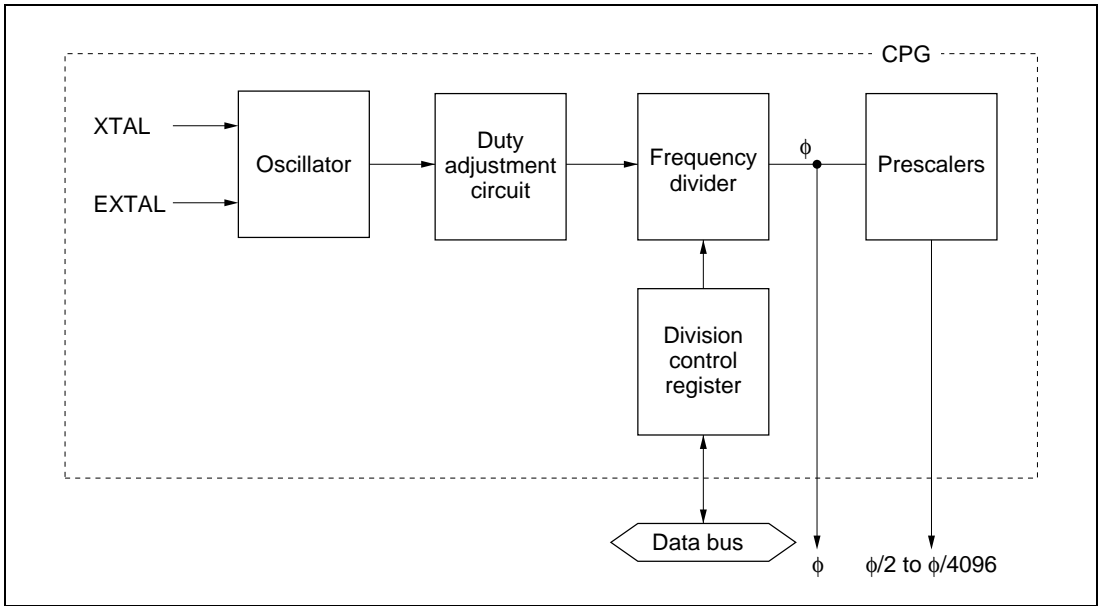 CPG
XTAL
EXTAL
Oscillator
Duty
adjustment
circuit
Frequency
divider
ϕ
Prescalers
Division
control
register
Data bus
ϕ
ϕ/2 to ϕ/4096